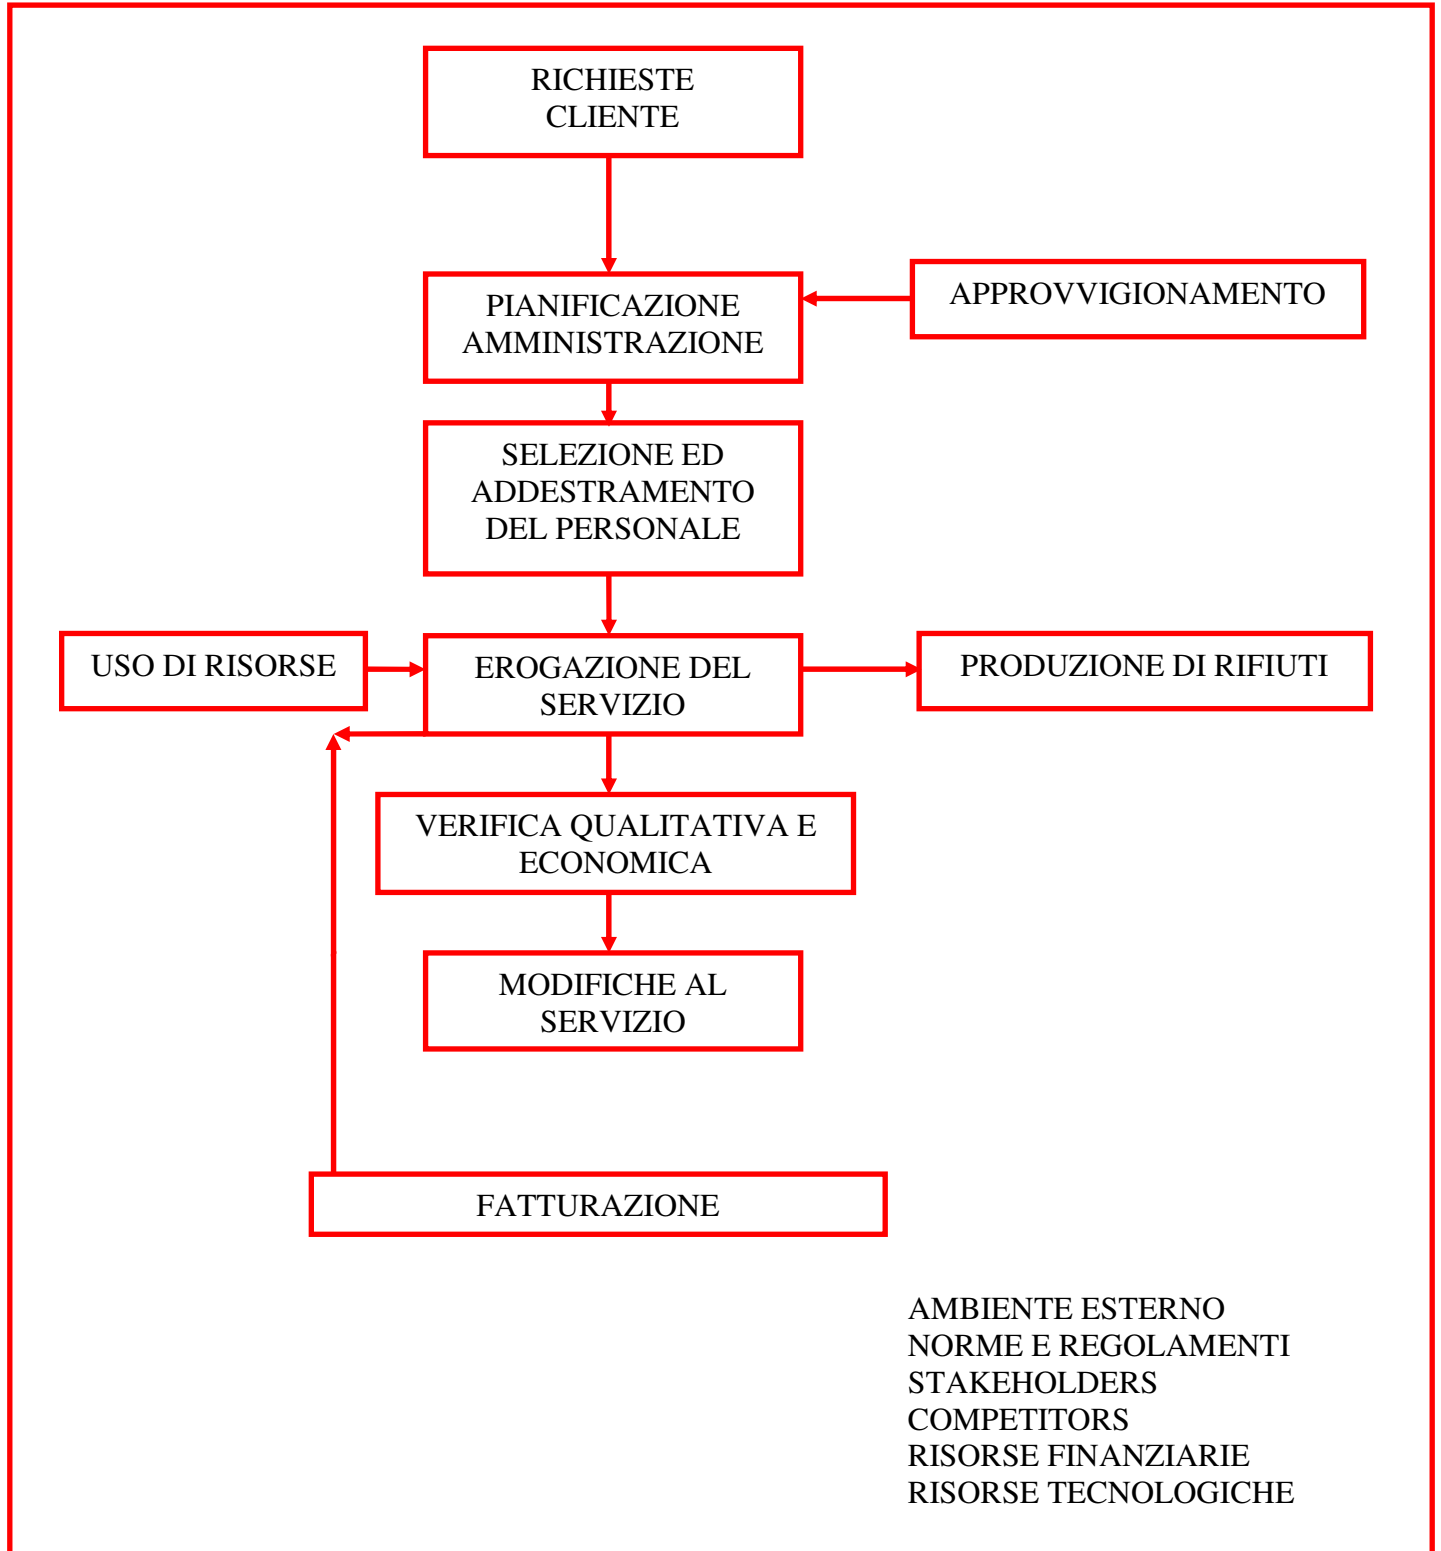 RICHIESTE
CLIENTE
PIANIFICAZIONE
AMMINISTRAZIONE
APPROVVIGIONAMENTO
SELEZIONE ED
ADDESTRAMENTO
DEL PERSONALE
USO DI RISORSE
EROGAZIONE DEL
SERVIZIO
PRODUZIONE DI RIFIUTI
VERIFICA QUALITATIVA E
ECONOMICA
MODIFICHE AL
SERVIZIO
FATTURAZIONE
AMBIENTE ESTERNO
NORME E REGOLAMENTI
STAKEHOLDERS
COMPETITORS
RISORSE FINANZIARIE
RISORSE TECNOLOGICHE